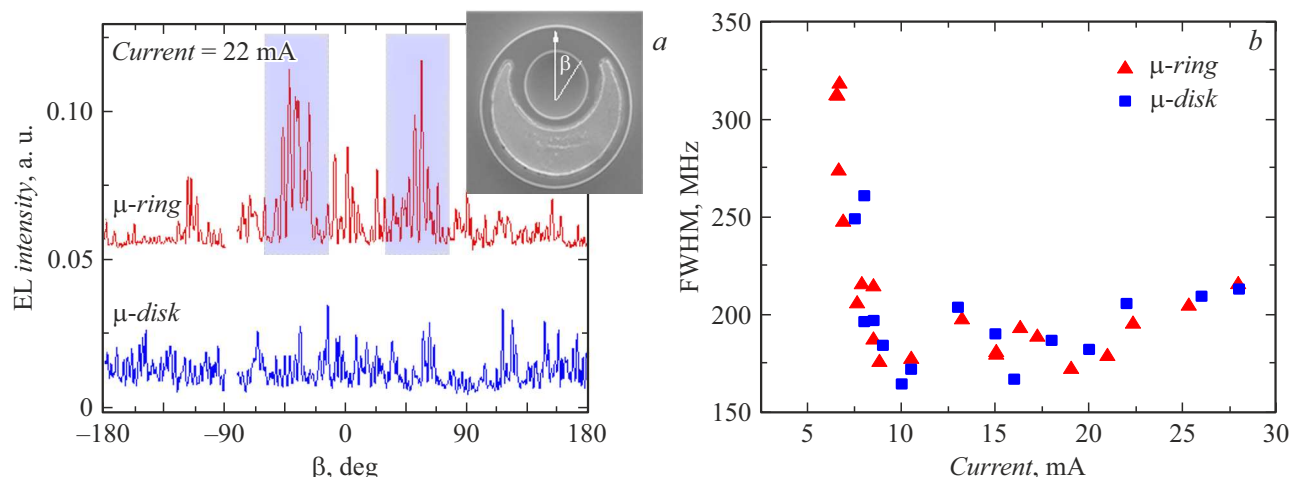 Current = 22 mA
a
β
0.10
0.05
0
EL intensity, a. u.
μ-ring
μ-disk
−180
−90
0
90
180
β, deg
b
μ-ring
μ-disk
350
300
250
200
150
FWHM, MHz
5
10
15
20
25
30
Current, mA